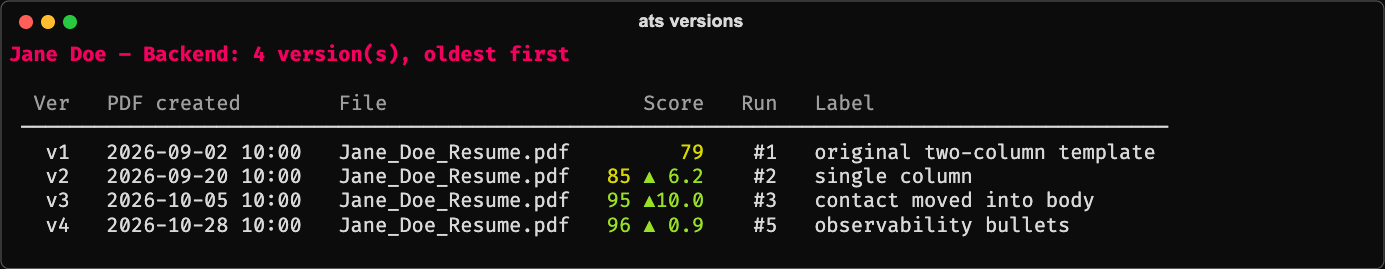 ats versions
Jane Doe — Backend: 4 version(s), oldest first
Ver PDF created File Score Run Label
v1 2026-09-02 10:00 Jane_Doe_Resume.pdf 79 #1 original two-column template
v2 2026-09-20 10:00 Jane_Doe_Resume.pdf 85 ▲ 6.2 #2 single column
v3 2026-10-05 10:00 Jane_Doe_Resume.pdf 95 ▲10.0 #3 contact moved into body
v4 2026-10-28 10:00 Jane_Doe_Resume.pdf 96 ▲ 0.9 #5 observability bullets